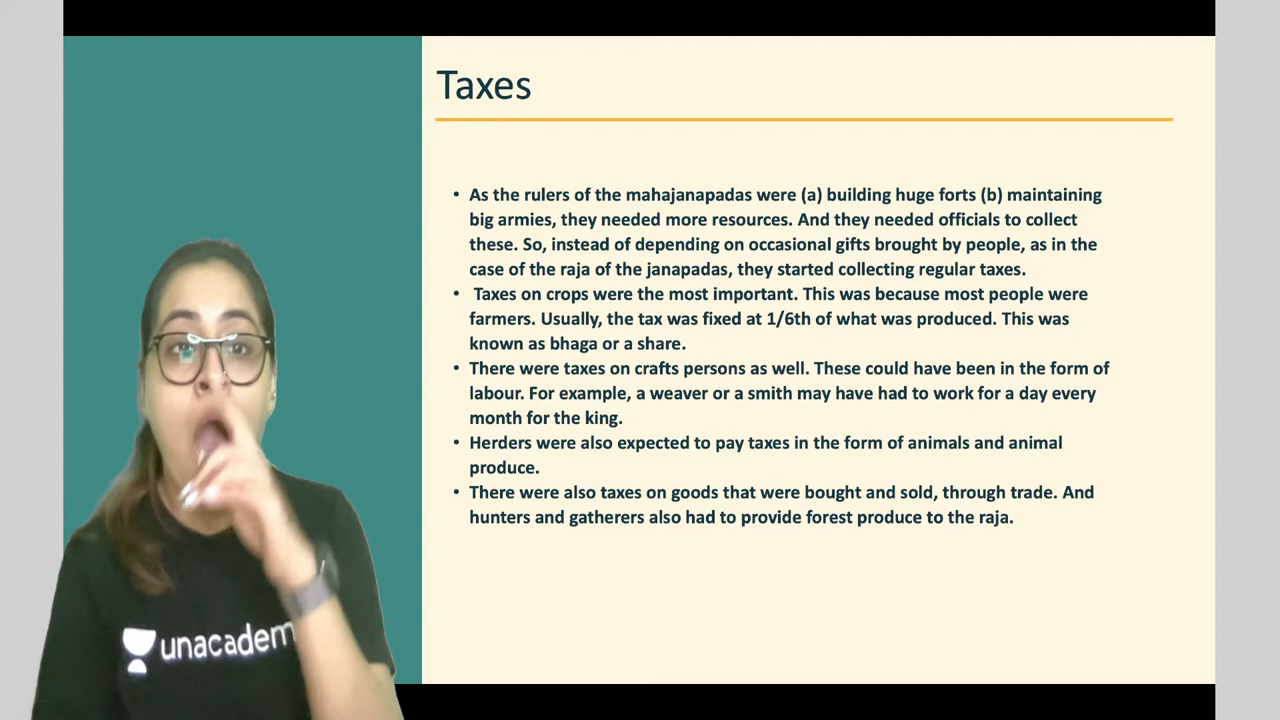 Taxes
• As the rulers of the mahajanapadas were (a) building huge forts (b) maintaining
big armies, they needed more resources. And they needed officials to collect
these. So, instead of depending on occasional gifts brought by people, as in the
case of the raja of the janapadas, they started collecting regular taxes.
• Taxes on crops were the most important. This was because most people were
farmers. Usually, the tax was fixed at 1/6th of what was produced. This was
known as bhaga or a share.
• There were taxes on crafts persons as well. These could have been in the form of
labour. For example, a weaver or a smith may have had to work for a day every
month for the king.
• Herders were also expected to pay taxes in the form of animals and animal
produce.
• There were also taxes on goods that were bought and sold, through trade. And
hunters and gatherers also had to provide forest produce to the raja.
unacadem